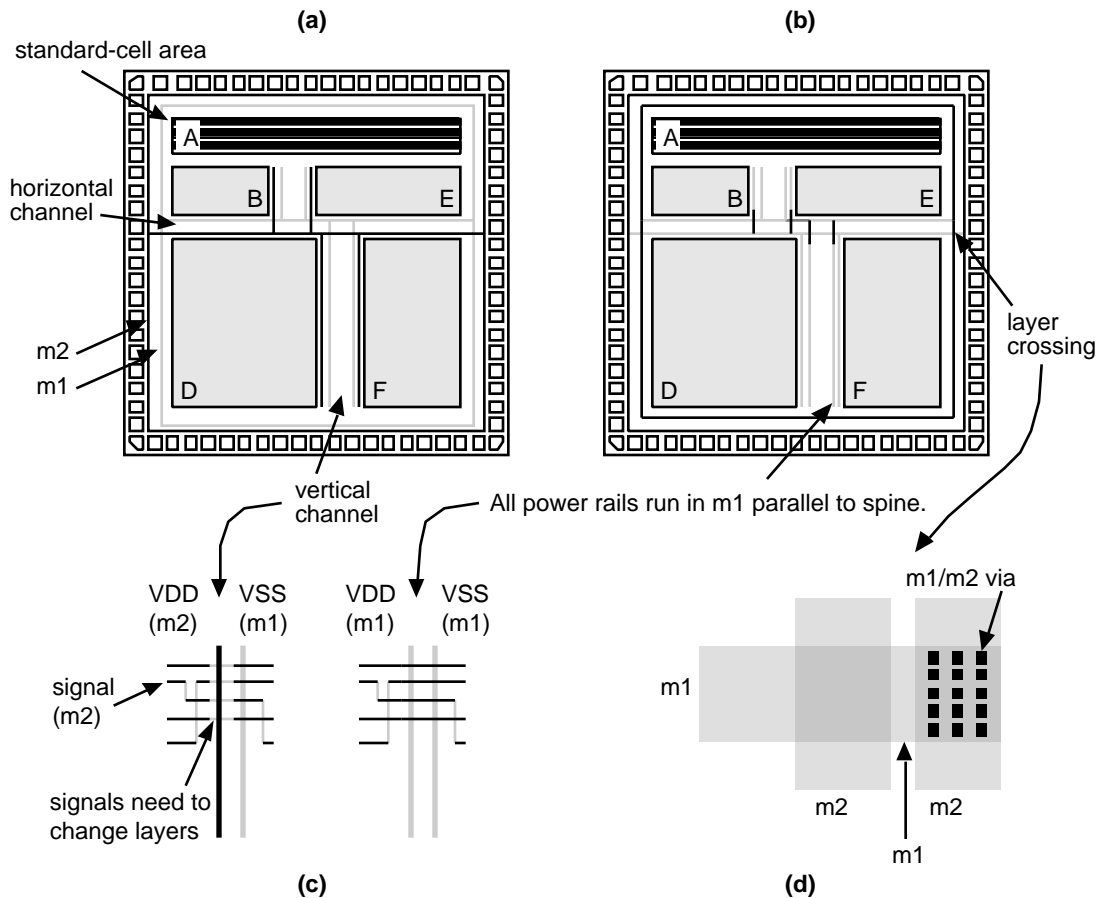 (a)
(b)
standard-cell area
A
A
horizontal
channel
B
E
B
E
m2
m1
layer
crossing
D
F
D
F
vertical
channel
All power rails run in m1 parallel to spine.
VDD
(m2)
VSS
(m1)
VDD
(m1)
VSS
(m1)
m1/m2 via
signal
(m2)
m1
signals need to
change layers
m2
m2
m1
(c)
(d)